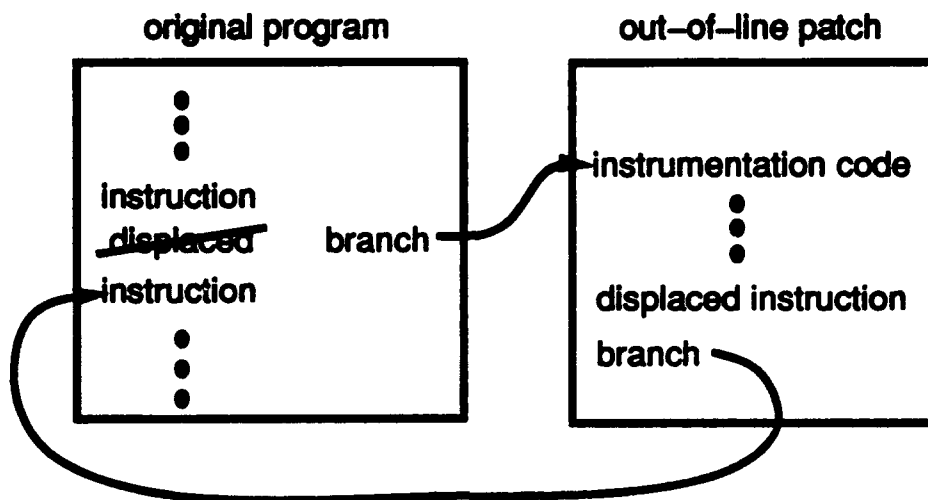 original program
instruction
displaced branch
instruction
out-of-line patch
instrumentation code
displaced instruction
branch